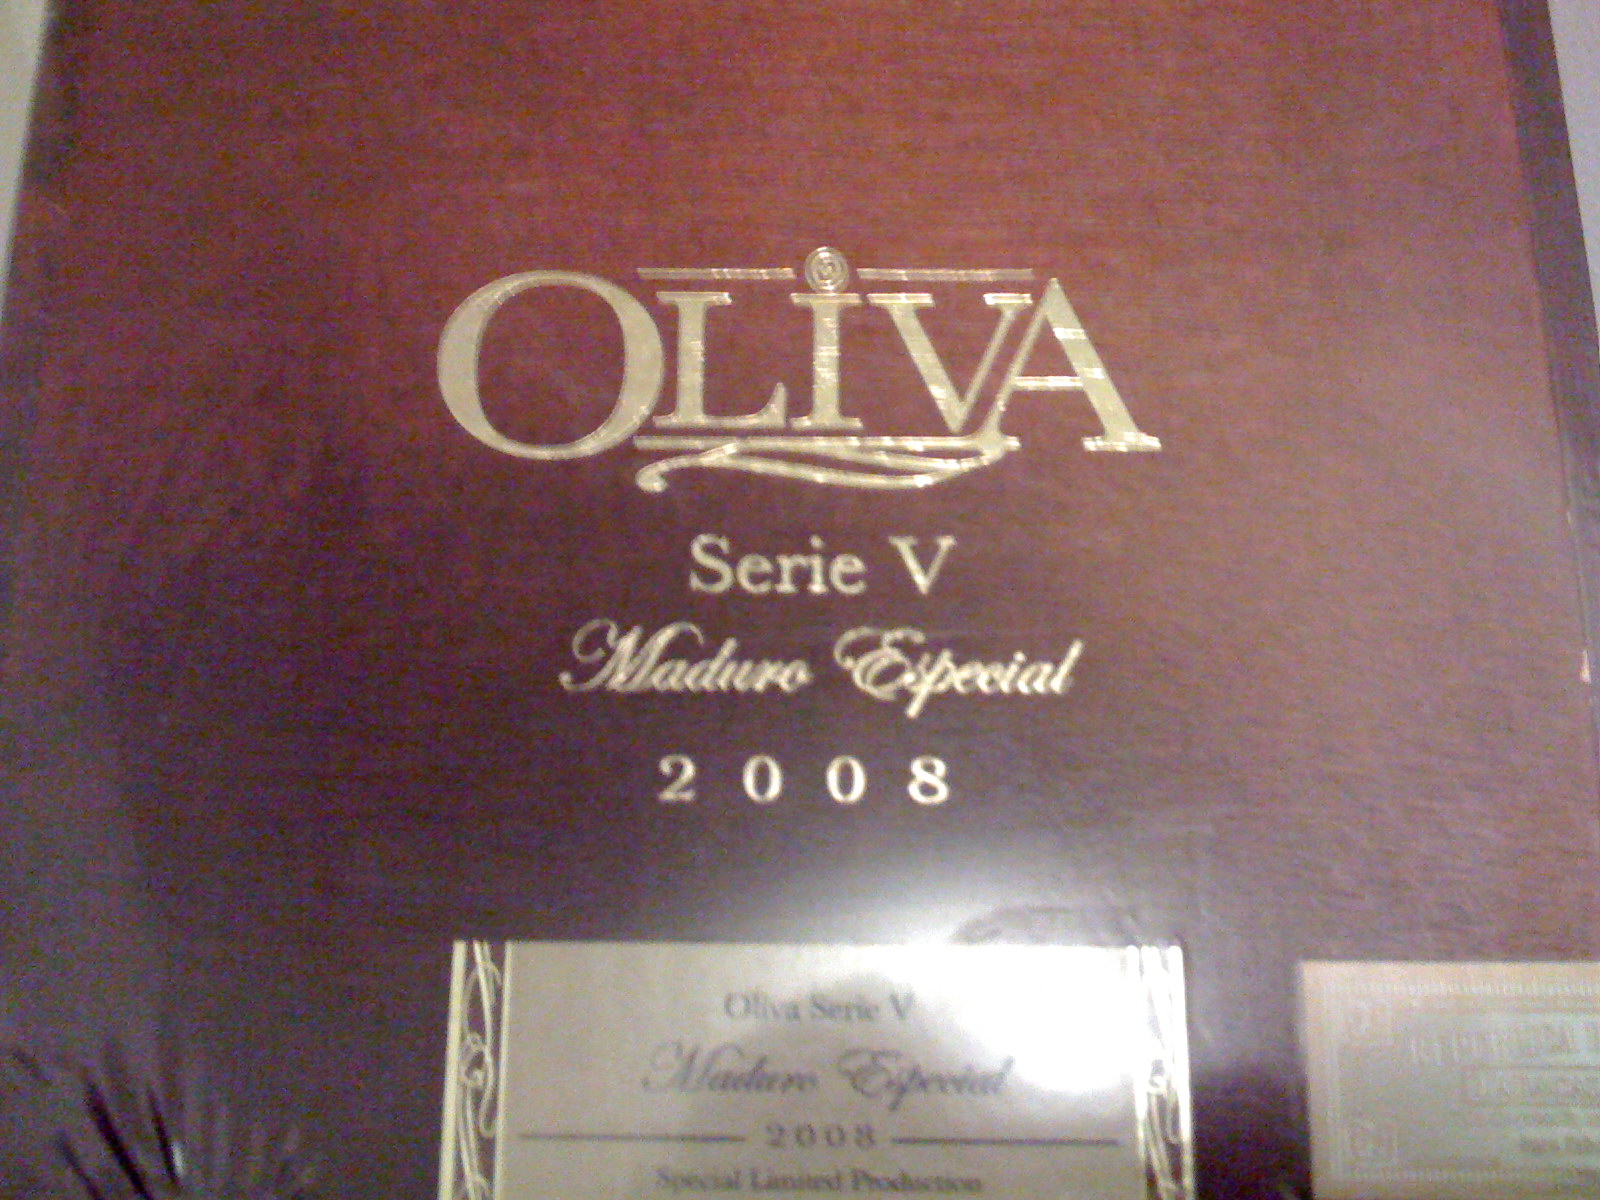 OLiVA
Serie V
Maduro Especial
2008
Oliva Serie V
Maduro Especial
2008
Special Limited Production